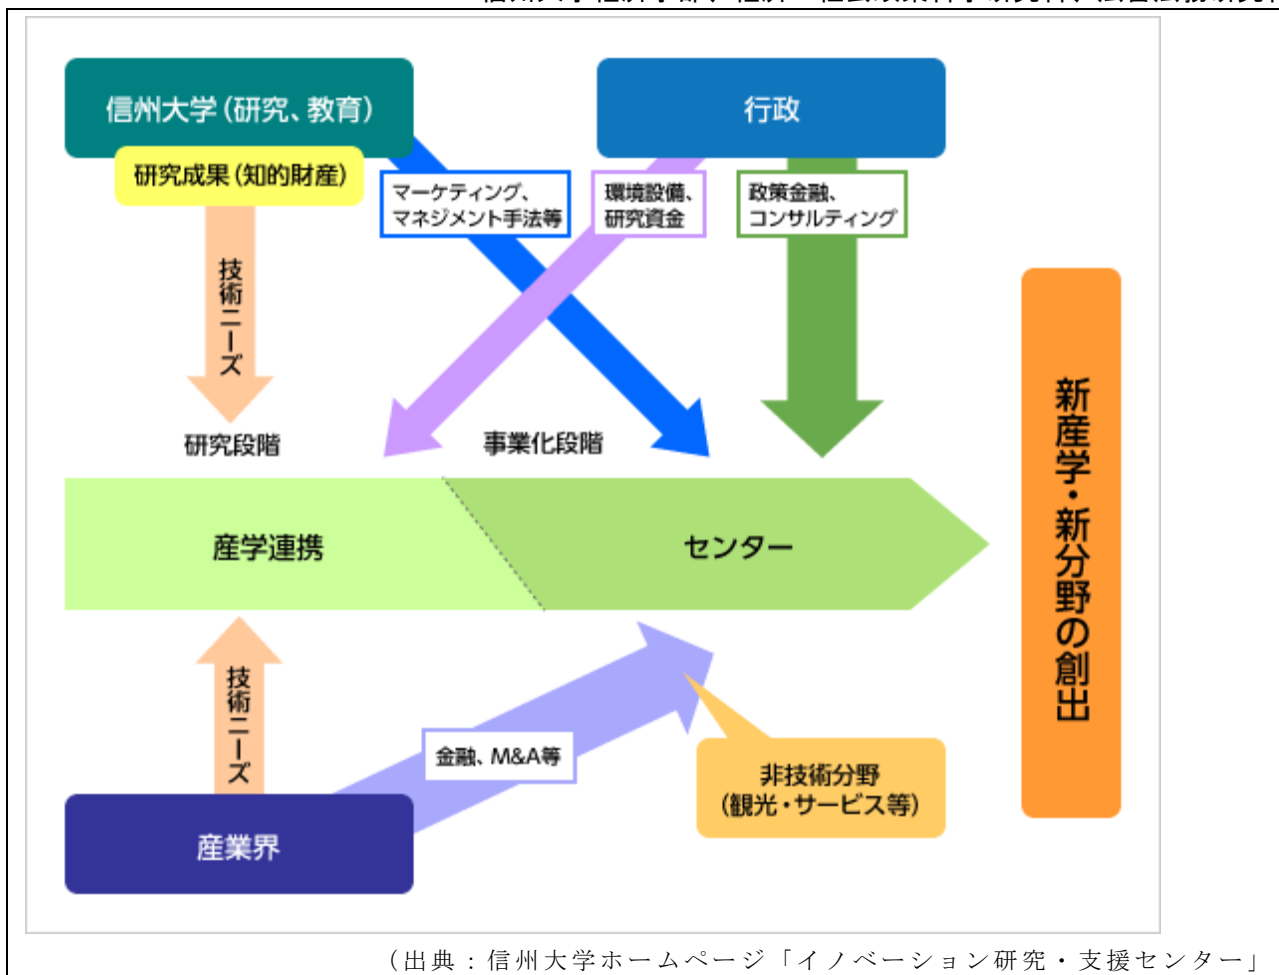 信州大学(研究、教育)
行政
研究成果(知的財産)
マーケティング、
マネジメント手法等
環境設備、
研究資金
政策金融、
コンサルティング
技術ニーズ
研究段階
事業化段階
産学連携
センター
新産学・新分野の創出
技術ニーズ
金融、M&A等
非技術分野
(観光・サービス等)
産業界
(出典:信州大学ホームページ「イノベーション研究・支援センター」